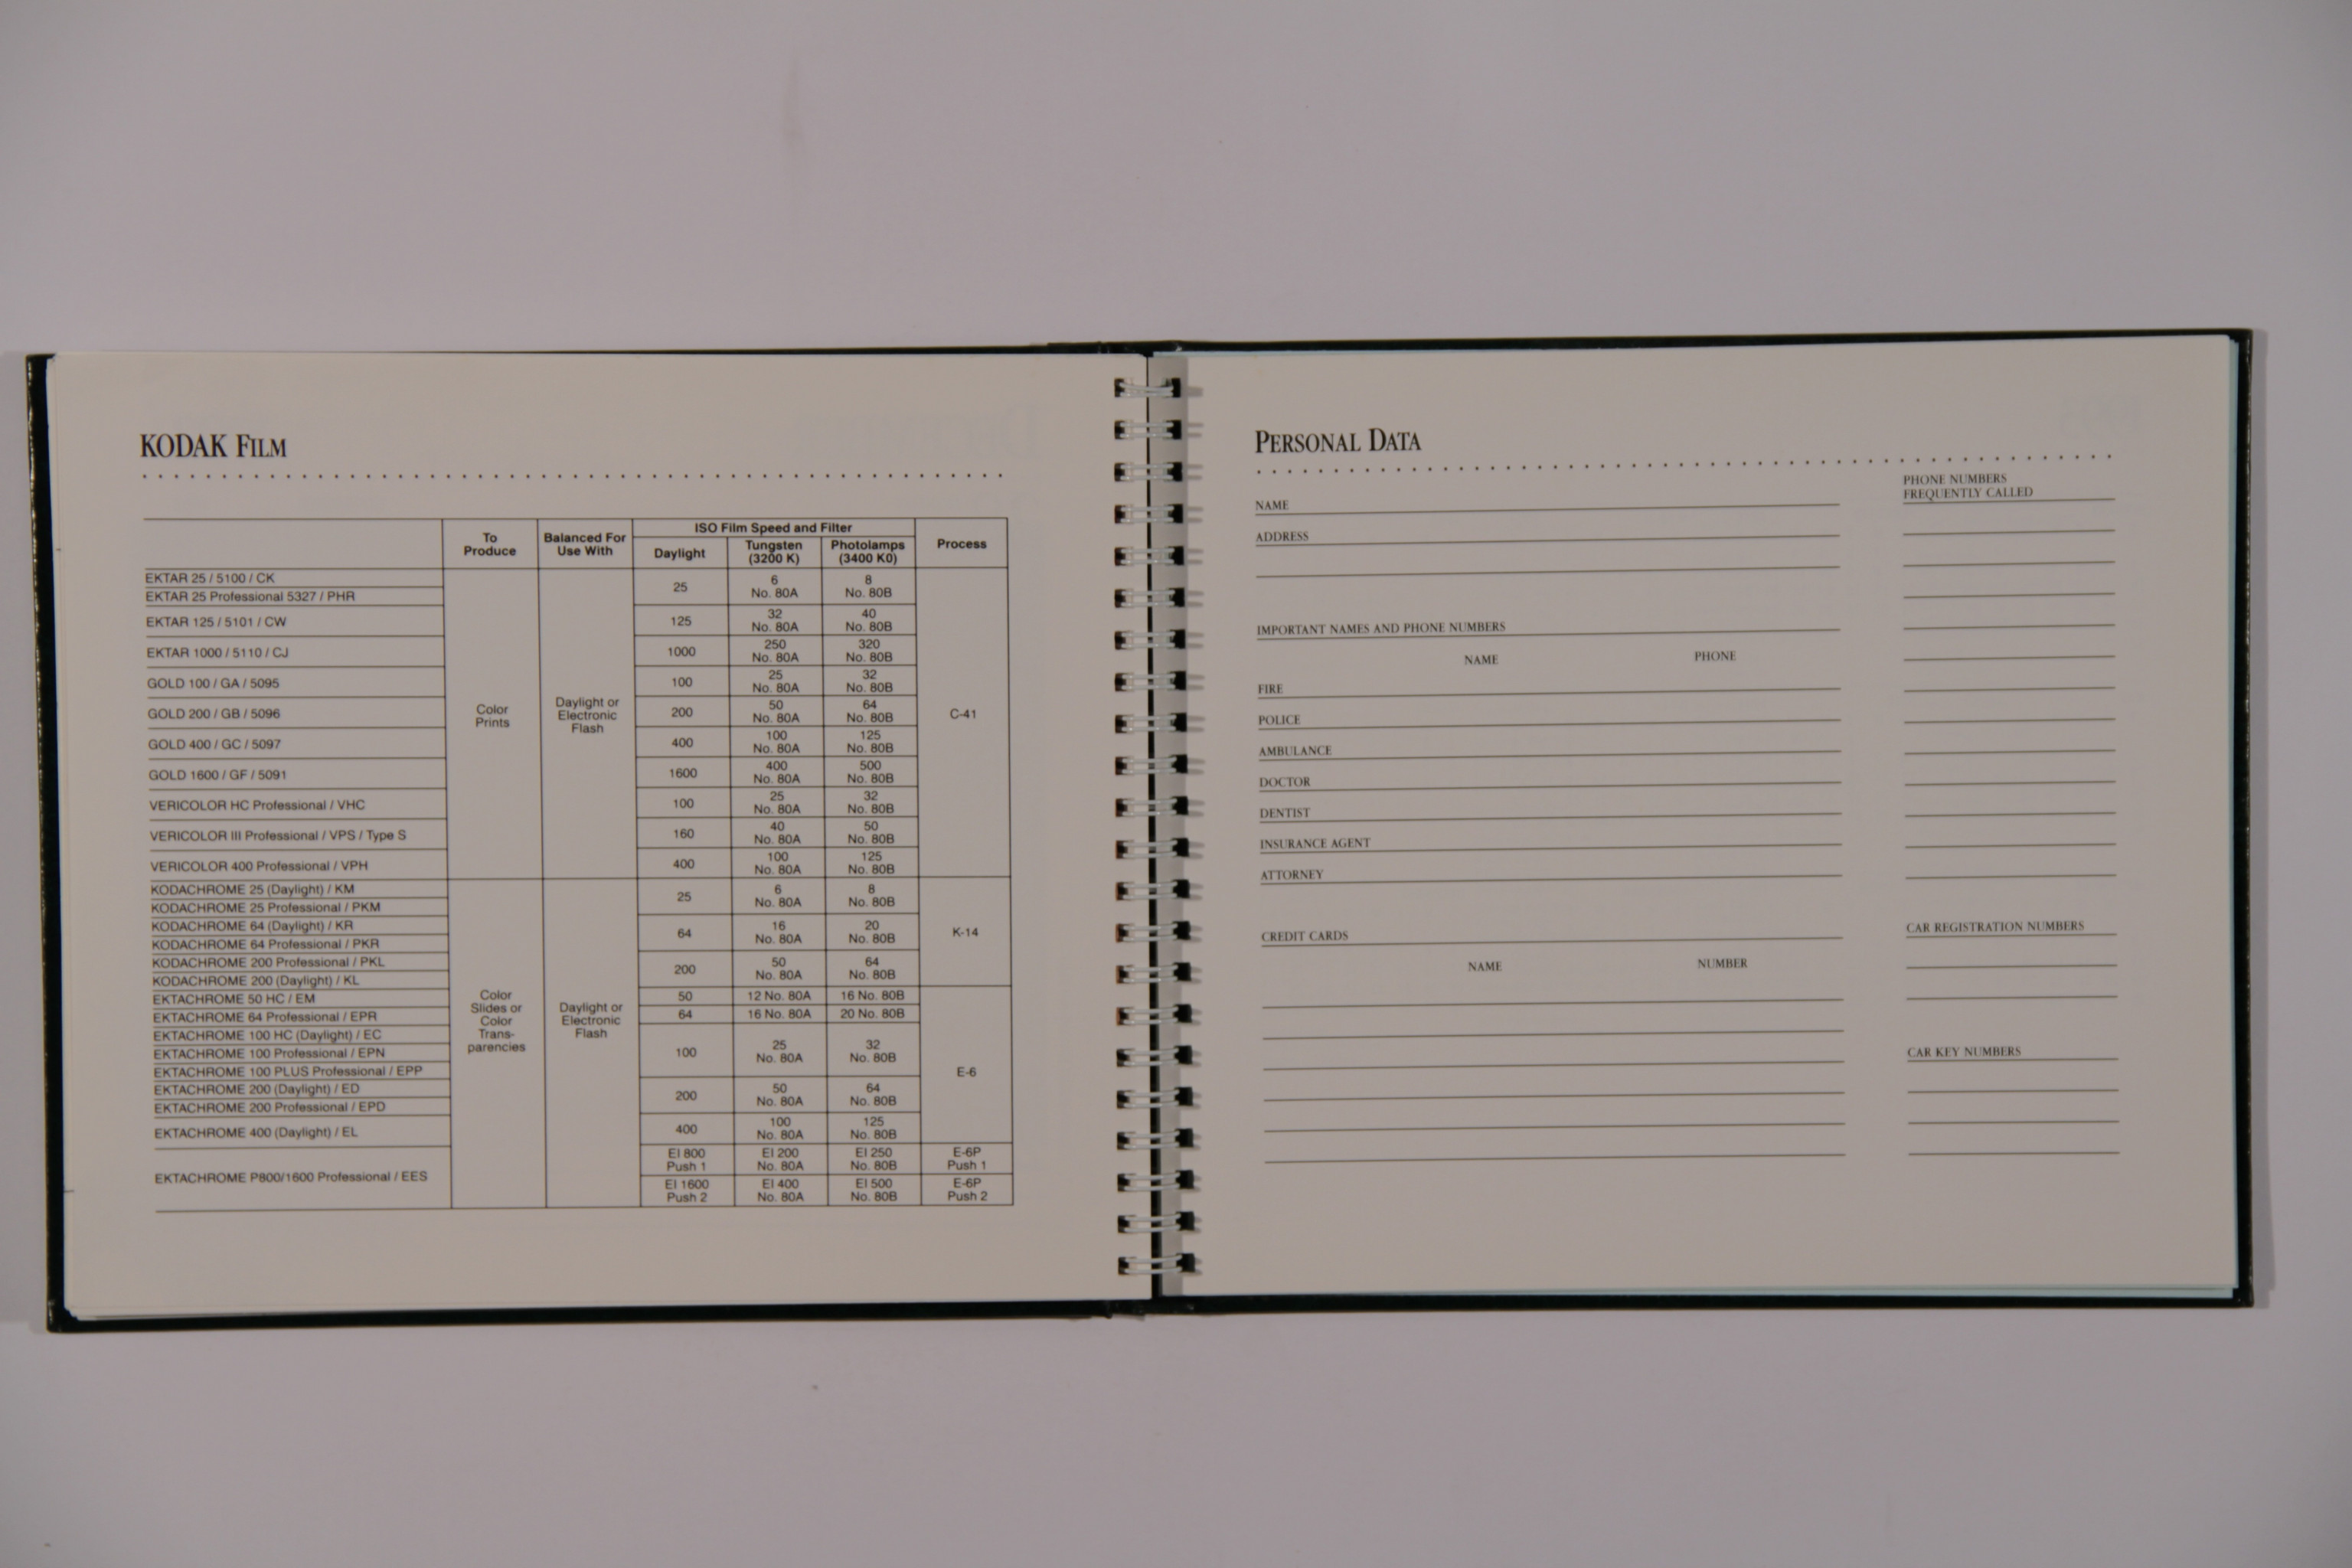 KODAK FILM
To Produce	Balanced For Use With	ISO Film Speed and Filter	Process
Daylight	Tungsten (3200 K)	Photolamps (3400 K0)
EKTAR 25 / 5100 / CK	Color Prints	Daylight or Electronic Flash	25	6 No. 80A	8 No. 80B	C-41
EKTAR 25 Professional 5327 / PHR
EKTAR 125 / 5101 / CW	125	32 No. 80A	40 No. 80B
EKTAR 1000 / 5110 / CJ	1000	250 No. 80A	320 No. 80B
GOLD 100 / GA / 5095	100	25 No. 80A	32 No. 80B
GOLD 200 / GB / 5096	200	50 No. 80A	64 No. 80B
GOLD 400 / GC / 5097	400	100 No. 80A	125 No. 80B
GOLD 1600 / GF / 5091	1600	400 No. 80A	500 No. 80B
VERICOLOR HC Professional / VHC	100	25 No. 80A	32 No. 80B
VERICOLOR III Professional / VPS / Type S	160	40 No. 80A	50 No. 80B
VERICOLOR 400 Professional / VPH	400	100 No. 80A	125 No. 80B
KODACHROME 25 (Daylight) / KM	Color Slides or Color Trans-parencies	Daylight or Electronic Flash	25	6 No. 80A	8 No. 80B	K-14
KODACHROME 25 Professional / PKM
KODACHROME 64 (Daylight) / KR	64	16 No. 80A	20 No. 80B
KODACHROME 64 Professional / PKR
KODACHROME 200 Professional / PKL	200	50 No. 80A	64 No. 80B
KODACHROME 200 (Daylight) / KL
EKTACHROME 50 HC / EM	50	12 No. 80A	16 No. 80B	E-6
EKTACHROME 64 Professional / EPR	64	16 No. 80A	20 No. 80B
EKTACHROME 100 HC (Daylight) / EC	100	25 No. 80A	32 No. 80B
EKTACHROME 100 Professional / EPN
EKTACHROME 100 PLUS Professional / EPP
EKTACHROME 200 (Daylight) / ED	200	50 No. 80A	64 No. 80B
EKTACHROME 200 Professional / EPD
EKTACHROME 400 (Daylight) / EL	400	100 No. 80A	125 No. 80B
EKTACHROME P800/1600 Professional / EES	EI 800 Push 1	EI 200 No. 80A	EI 250 No. 80B	E-6P Push 1
EI 1600 Push 2	EI 400 No. 80A	EI 500 No. 80B	E-6P Push 2
PERSONAL DATA
NAME
ADDRESS
IMPORTANT NAMES AND PHONE NUMBERS
NAME	PHONE
FIRE
POLICE
AMBULANCE
DOCTOR
DENTIST
INSURANCE AGENT
ATTORNEY
CREDIT CARDS
NAME	NUMBER
PHONE NUMBERS
FREQUENTLY CALLED
CAR REGISTRATION NUMBERS
CAR KEY NUMBERS